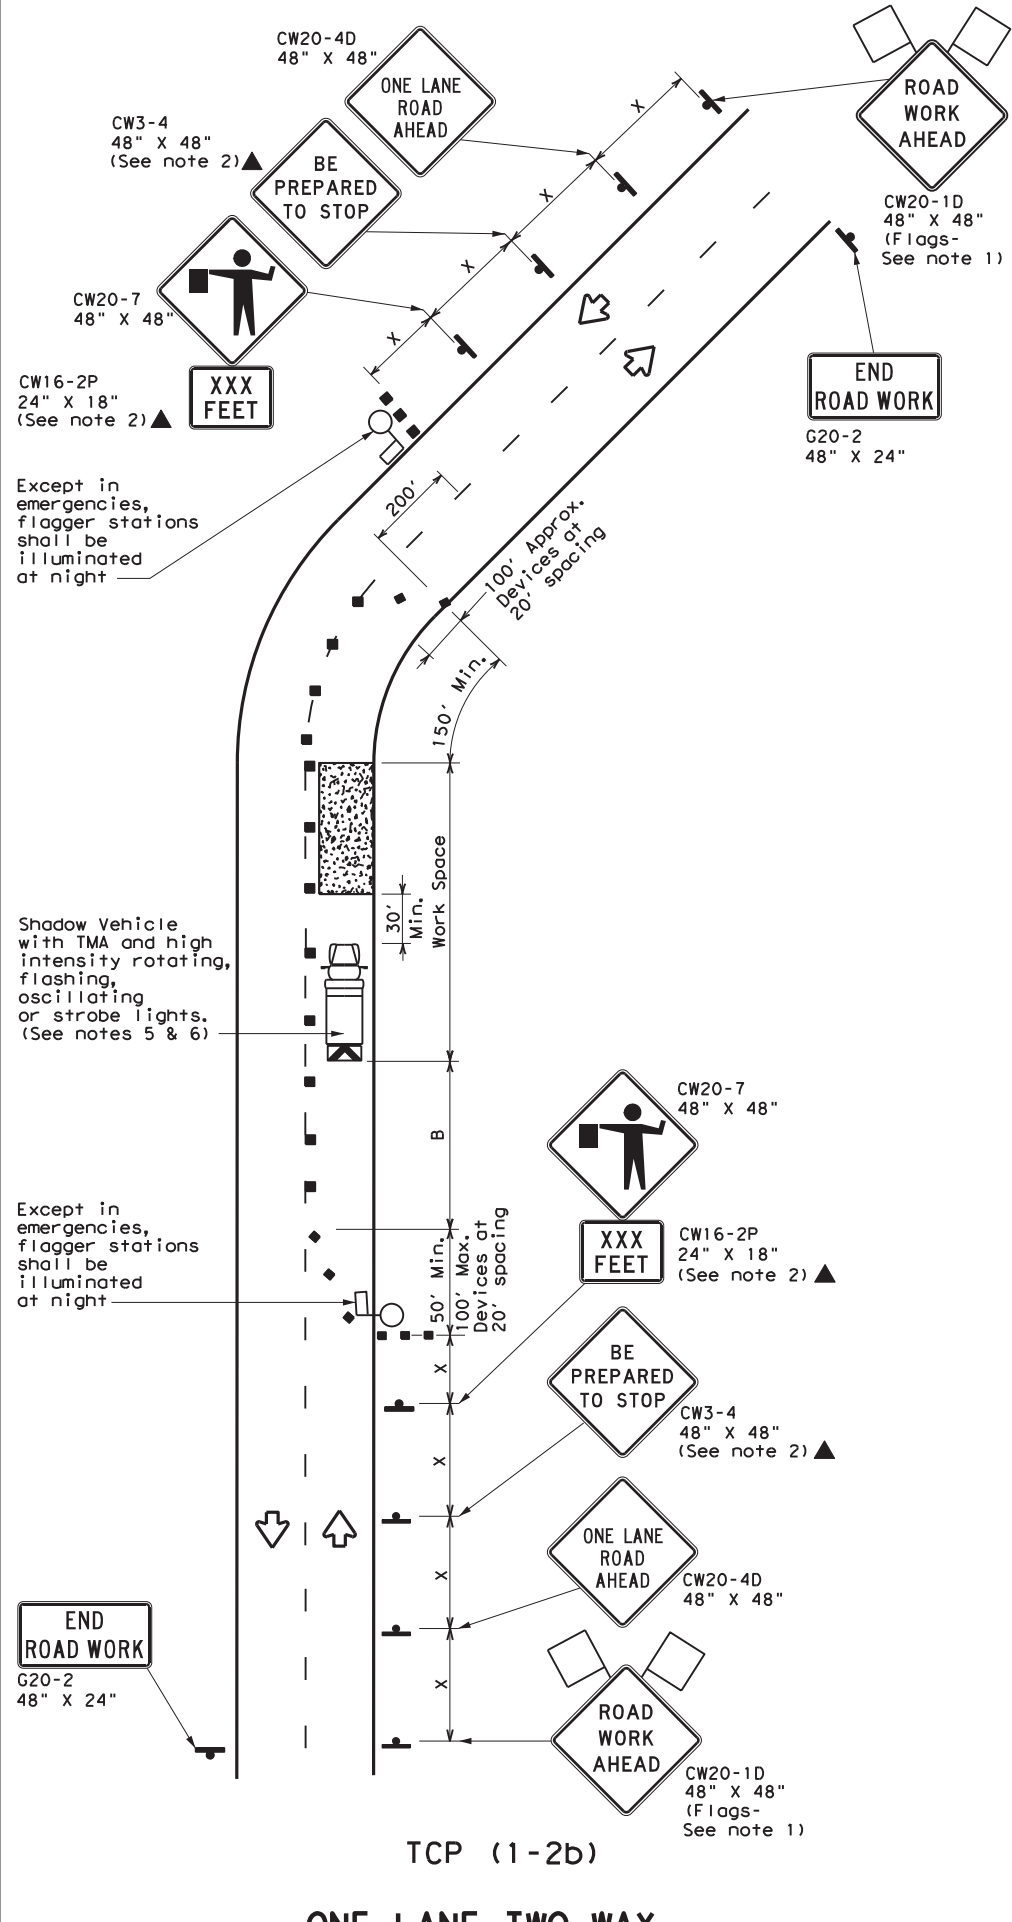 CW20-4D
48" X 48"
ONE LANE
ROAD
AHEAD
ROAD
WORK
AHEAD
CW20-1D
48" X 48"
(Flags-
See note 1)
CW3-4
48" X 48"
(See note 2)
BE
PREPARED
TO STOP
CW20-7
48" X 48"
CW16-2P
24" X 18"
(See note 2)
XXX
FEET
X
X
X
X
END
ROAD WORK
G20-2
48" X 24"
Except in
emergencies,
flagger stations
shall be
illuminated
at night
200'
100' Approx.
Devices at
20' spacing
150' Min.
Work Space
30'
Min.
Shadow Vehicle
with TMA and high
intensity rotating,
flashing,
oscillating
or strobe lights.
(See notes 5 & 6)
B
CW20-7
48" X 48"
XXX
FEET
CW16-2P
24" X 18"
(See note 2)
Except in
emergencies,
flagger stations
shall be
illuminated
at night
50' Min.
100' Max.
Devices at
20' spacing
X
X
X
X
BE
PREPARED
TO STOP
CW3-4
48" X 48"
(See note 2)
ONE LANE
ROAD
AHEAD
CW20-4D
48" X 48"
END
ROAD WORK
G20-2
48" X 24"
ROAD
WORK
AHEAD
CW20-1D
48" X 48"
(Flags-
See note 1)
TCP (1-2b)
ONE LANE TWO WAY